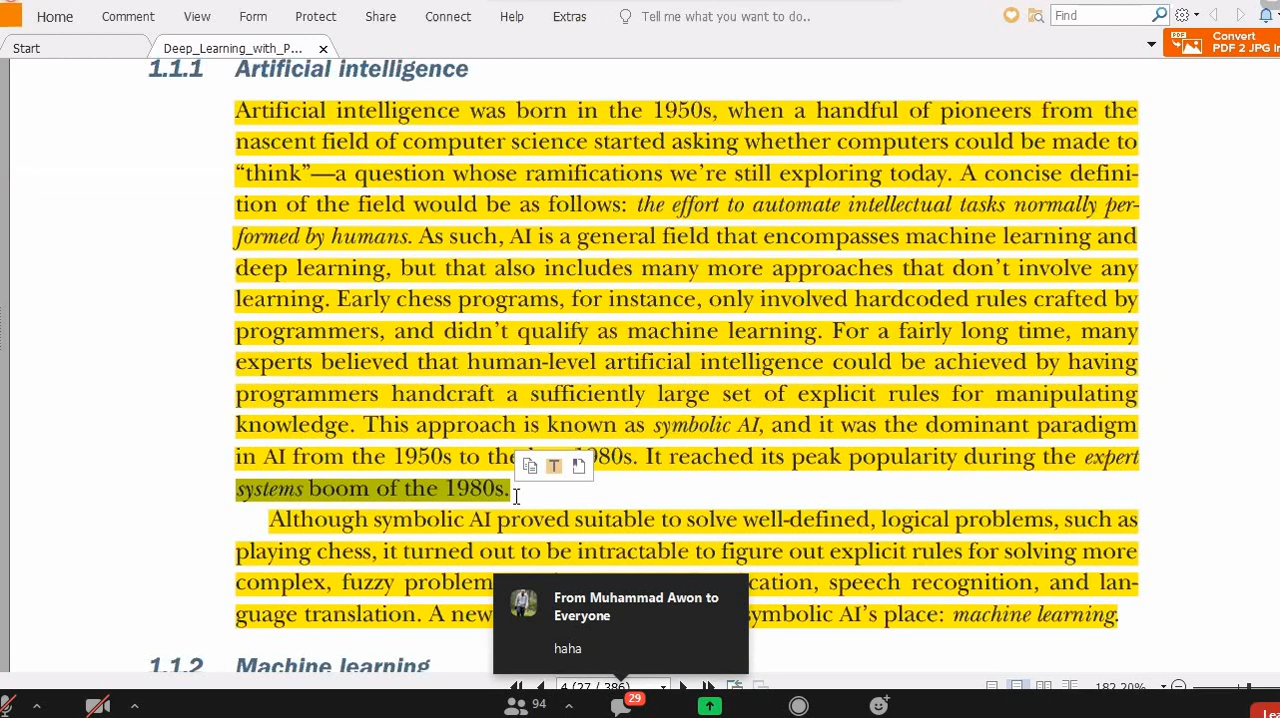 Home Comment View Form Protect Share Connect Help Extras Tell me what you want to do.. Find
Start Deep_Learning_with_P...
Convert
PDF 2 JPG
1.1.1 Artificial intelligence
Artificial intelligence was born in the 1950s, when a handful of pioneers from the
nascent field of computer science started asking whether computers could be made to
“think”—a question whose ramifications we’re still exploring today. A concise defini-
tion of the field would be as follows: the effort to automate intellectual tasks normally per-
formed by humans. As such, AI is a general field that encompasses machine learning and
deep learning, but that also includes many more approaches that don’t involve any
learning. Early chess programs, for instance, only involved hardcoded rules crafted by
programmers, and didn’t qualify as machine learning. For a fairly long time, many
experts believed that human-level artificial intelligence could be achieved by having
programmers handcraft a sufficiently large set of explicit rules for manipulating
knowledge. This approach is known as symbolic AI, and it was the dominant paradigm
in AI from the 1950s to the 980s. It reached its peak popularity during the expert
systems boom of the 1980s.
Although symbolic AI proved suitable to solve well-defined, logical problems, such as
playing chess, it turned out to be intractable to figure out explicit rules for solving more
complex, fuzzy problem cation, speech recognition, and lan-
guage translation. A new symbolic AI’s place: machine learning.
From Muhammad Awon to
Everyone
haha
1.1.2 Machine learning
4 (27 / 386) 182.20%
94 29